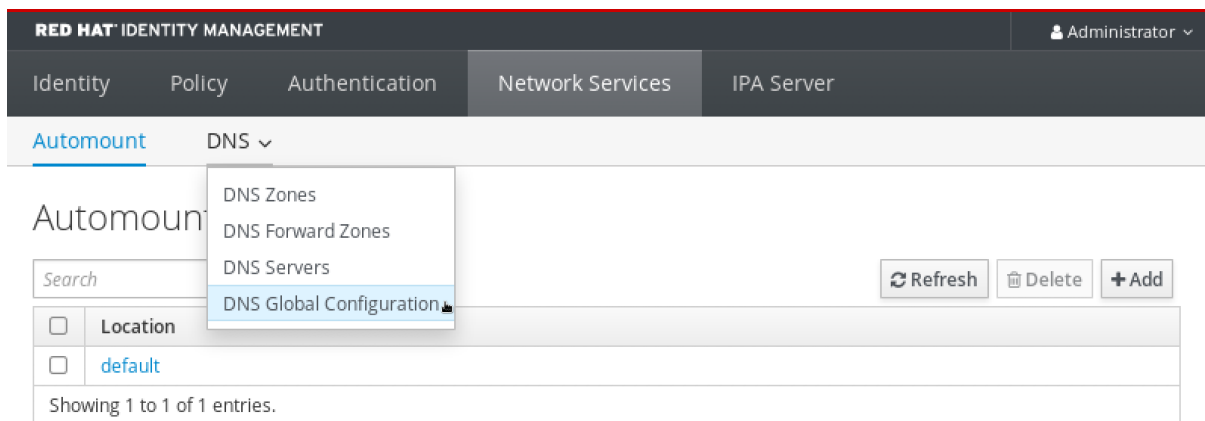 RED HAT® IDENTITY MANAGEMENT Administrator
Identity Policy Authentication Network Services IPA Server
Automount DNS
DNS Zones
Automoun
DNS Forward Zones
Search DNS Servers Refresh Delete Add
DNS Global Configuration
Location
default
Showing 1 to 1 of 1 entries.